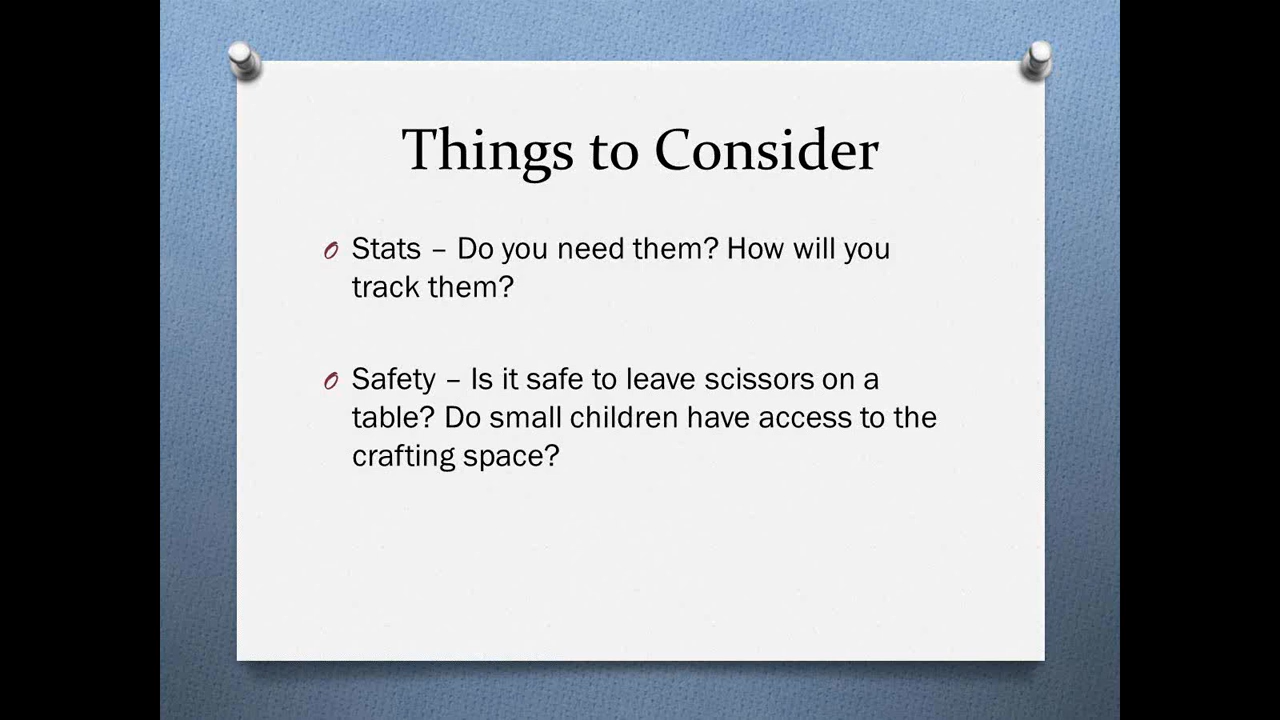 Things to Consider
Stats – Do you need them? How will you
track them?
Safety – Is it safe to leave scissors on a
table? Do small children have access to the
crafting space?